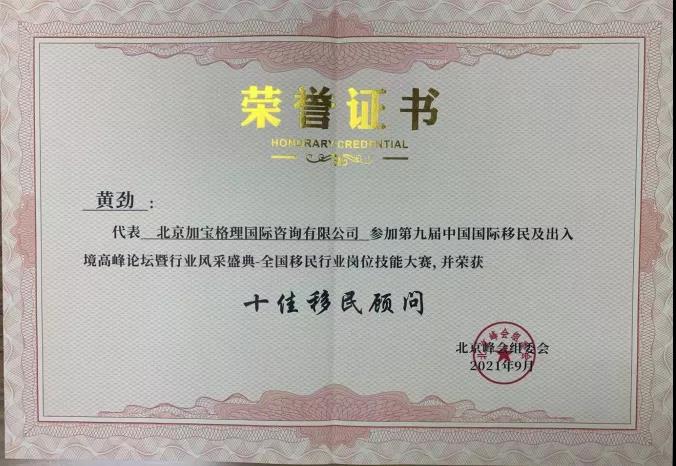 荣誉证书
HONORARY CREDENTIAL
黄劲：
代表 北京加宝格理国际咨询有限公司 参加第九届中国国际移民及出入
境高峰论坛暨行业风采盛典-全国移民行业岗位技能大赛,并荣获
十佳移民顾问
北京峰会组委会
2021年9月